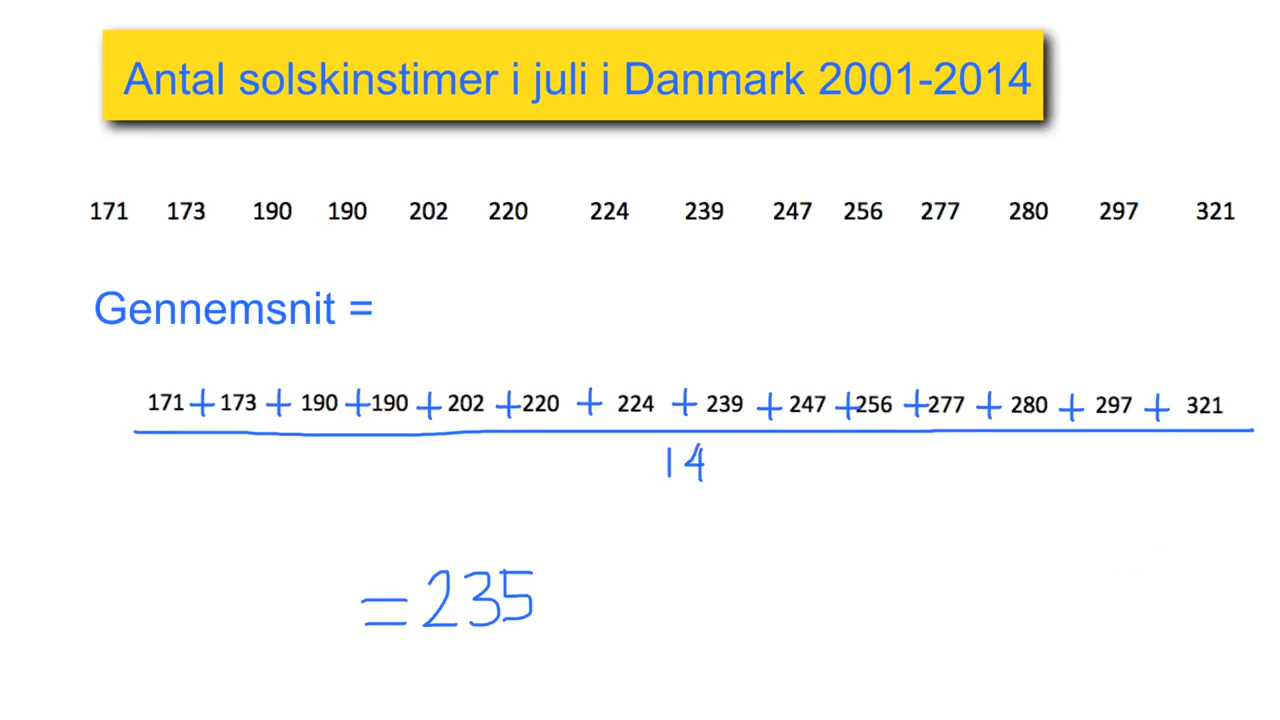 Antal solskinstimer i juli i Danmark 2001-2014
171 173 190 190 202 220 224 239 247 256 277 280 297 321
Gennemsnit =
171 + 173 + 190 + 190 + 202 + 220 + 224 + 239 + 247 + 256 + 277 + 280 + 297 + 321
14
= 235